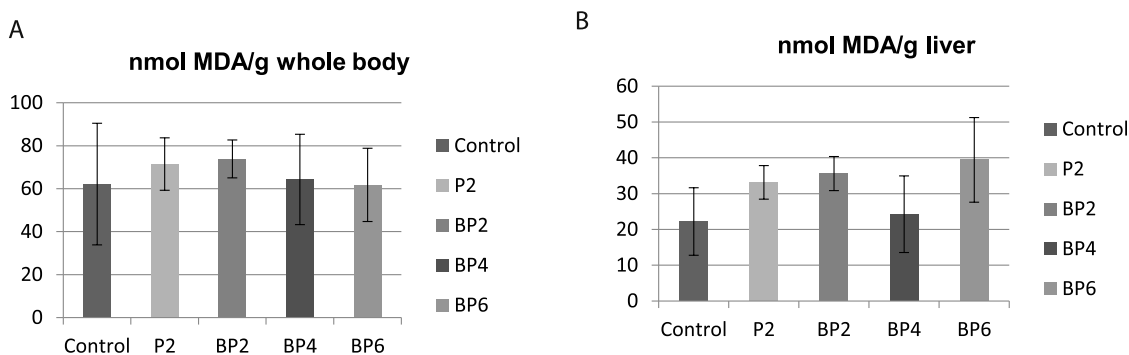 A
nmol MDA/g whole body
100
80
60
40
20
0
Control P2 BP2 BP4 BP6
Control
P2
BP2
BP4
BP6
B
nmol MDA/g liver
60
50
40
30
20
10
0
Control P2 BP2 BP4 BP6
Control
P2
BP2
BP4
BP6